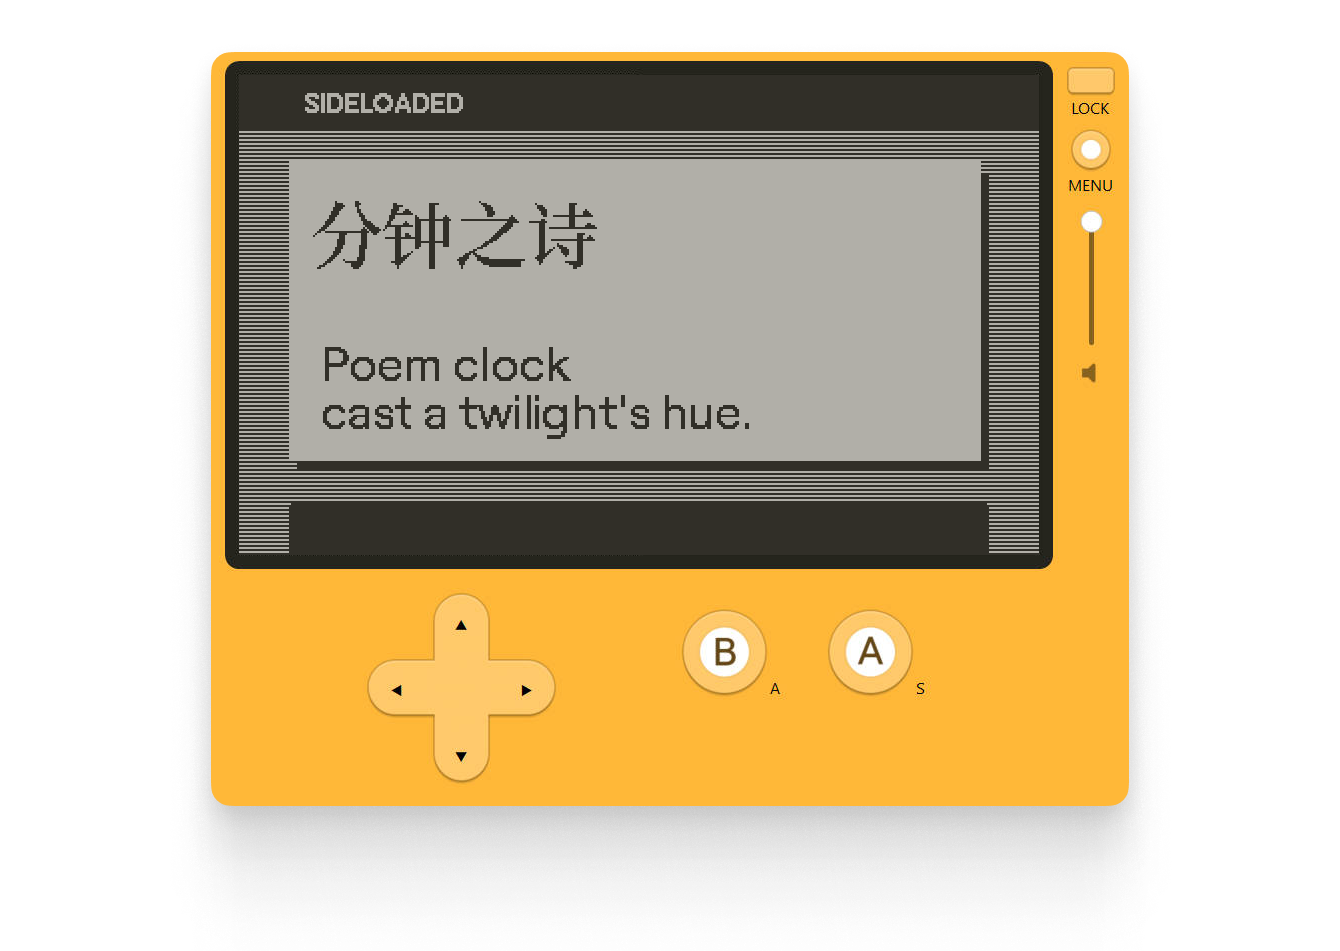 SIDELOADED
LOCK
MENU
分钟之诗
Poem clock
cast a twilight's hue.
B
A
A
S